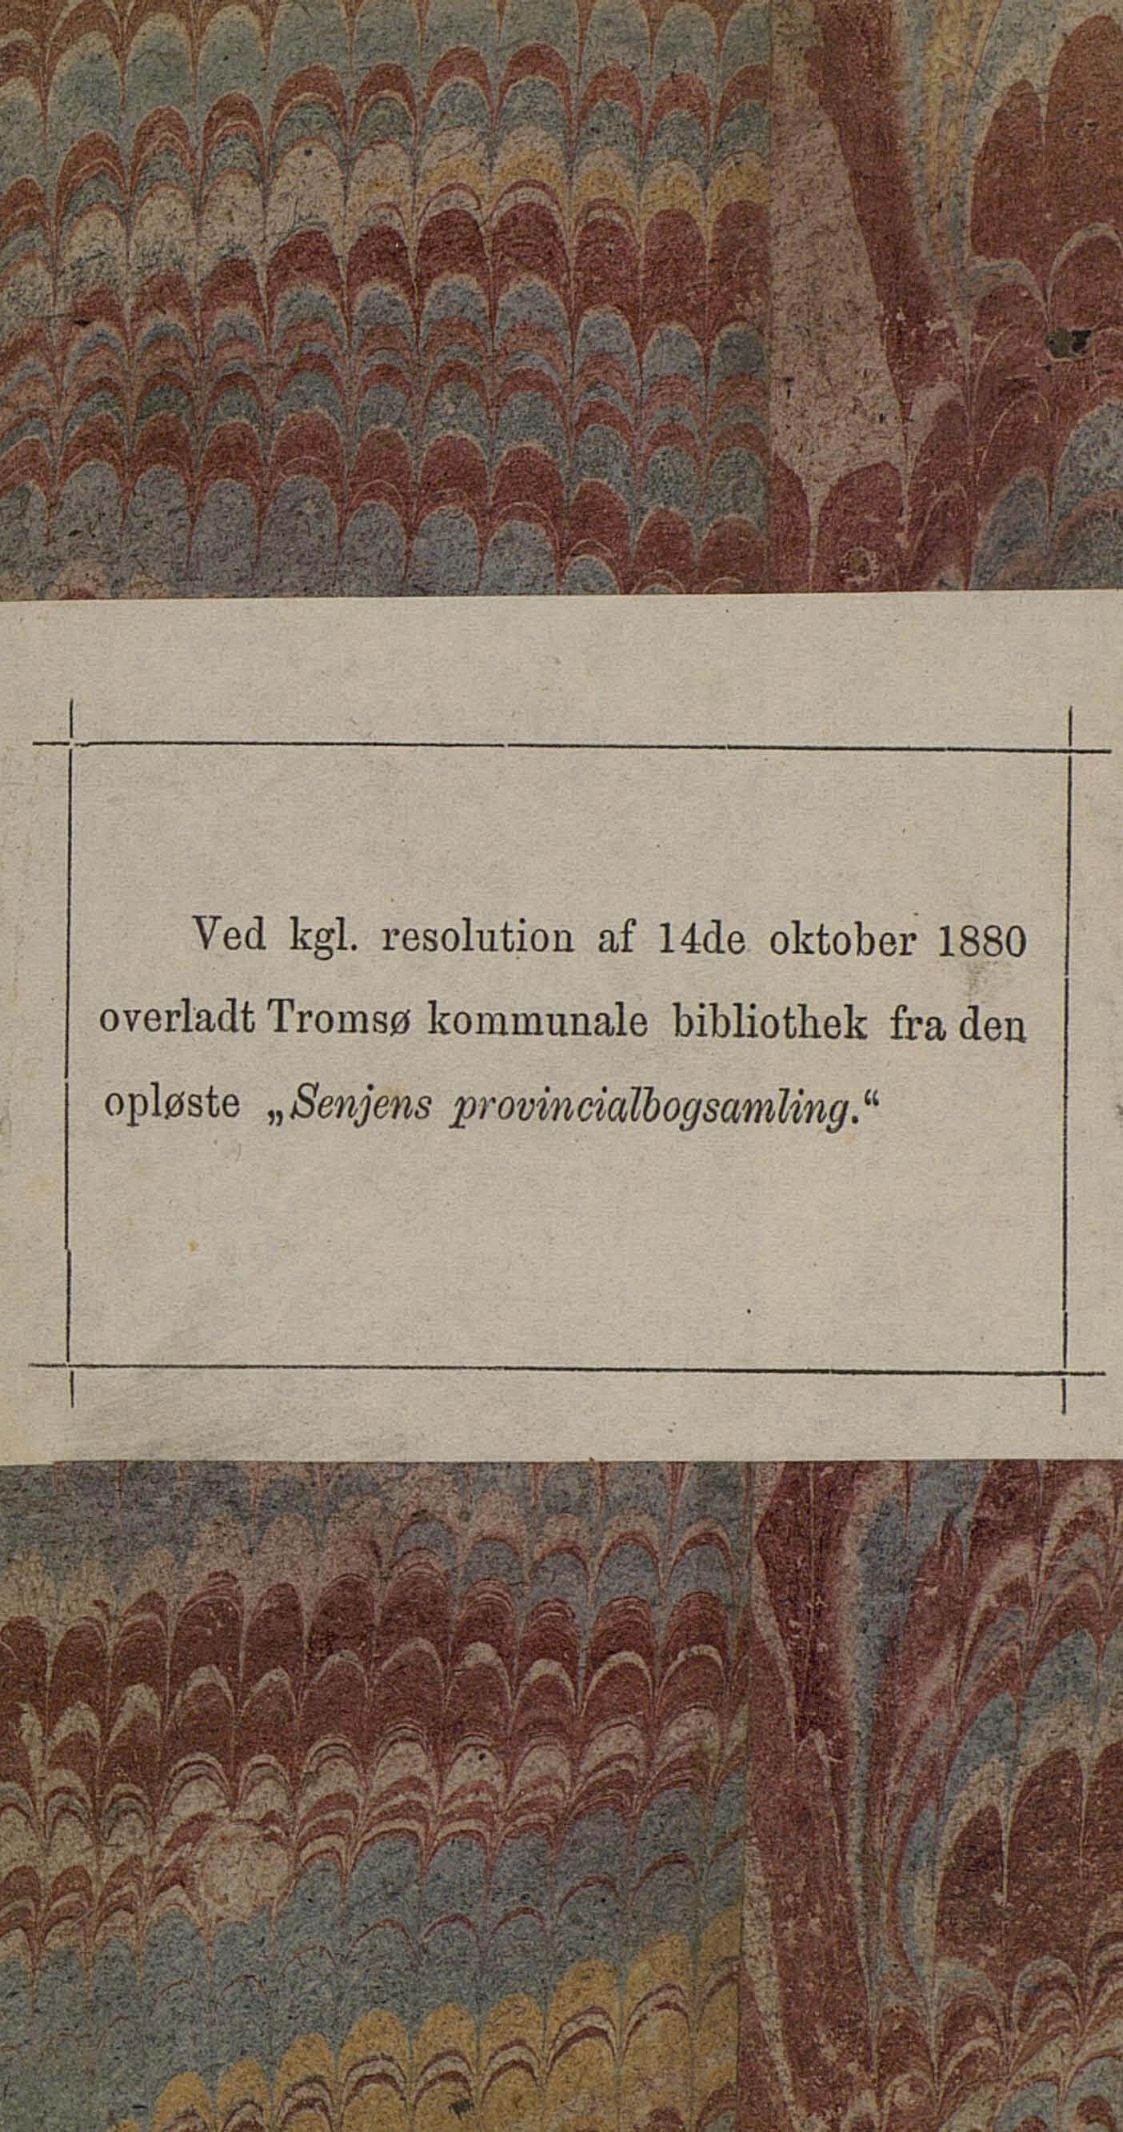 Ved kgl. resolution af 14de oktober 1880
overladt Tromsø kommunale bibliothek fra den
opløste „Senjens provincialbogsamling.“